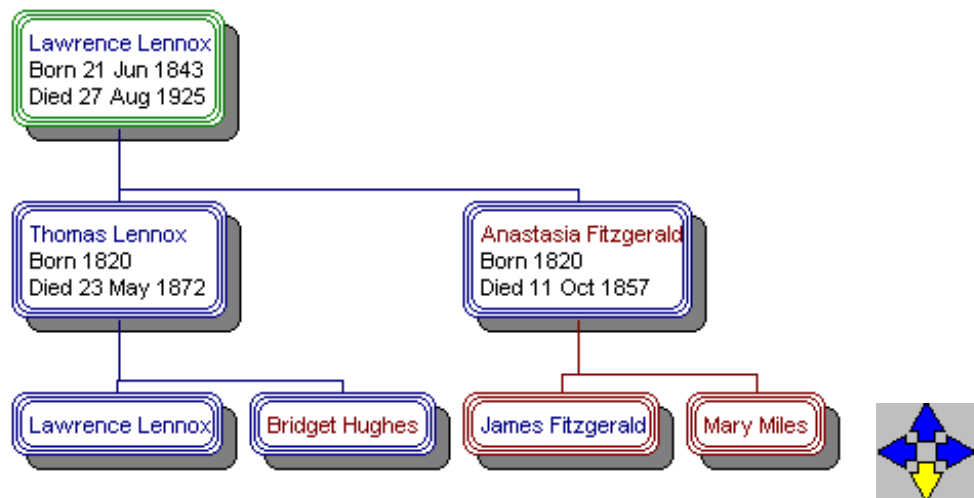 Lawrence Lennox
Born 21 Jun 1843
Died 27 Aug 1925
Thomas Lennox
Born 1820
Died 23 May 1872
Anastasia Fitzgerald
Born 1820
Died 11 Oct 1857
Lawrence Lennox
Bridget Hughes
James Fitzgerald
Mary Miles